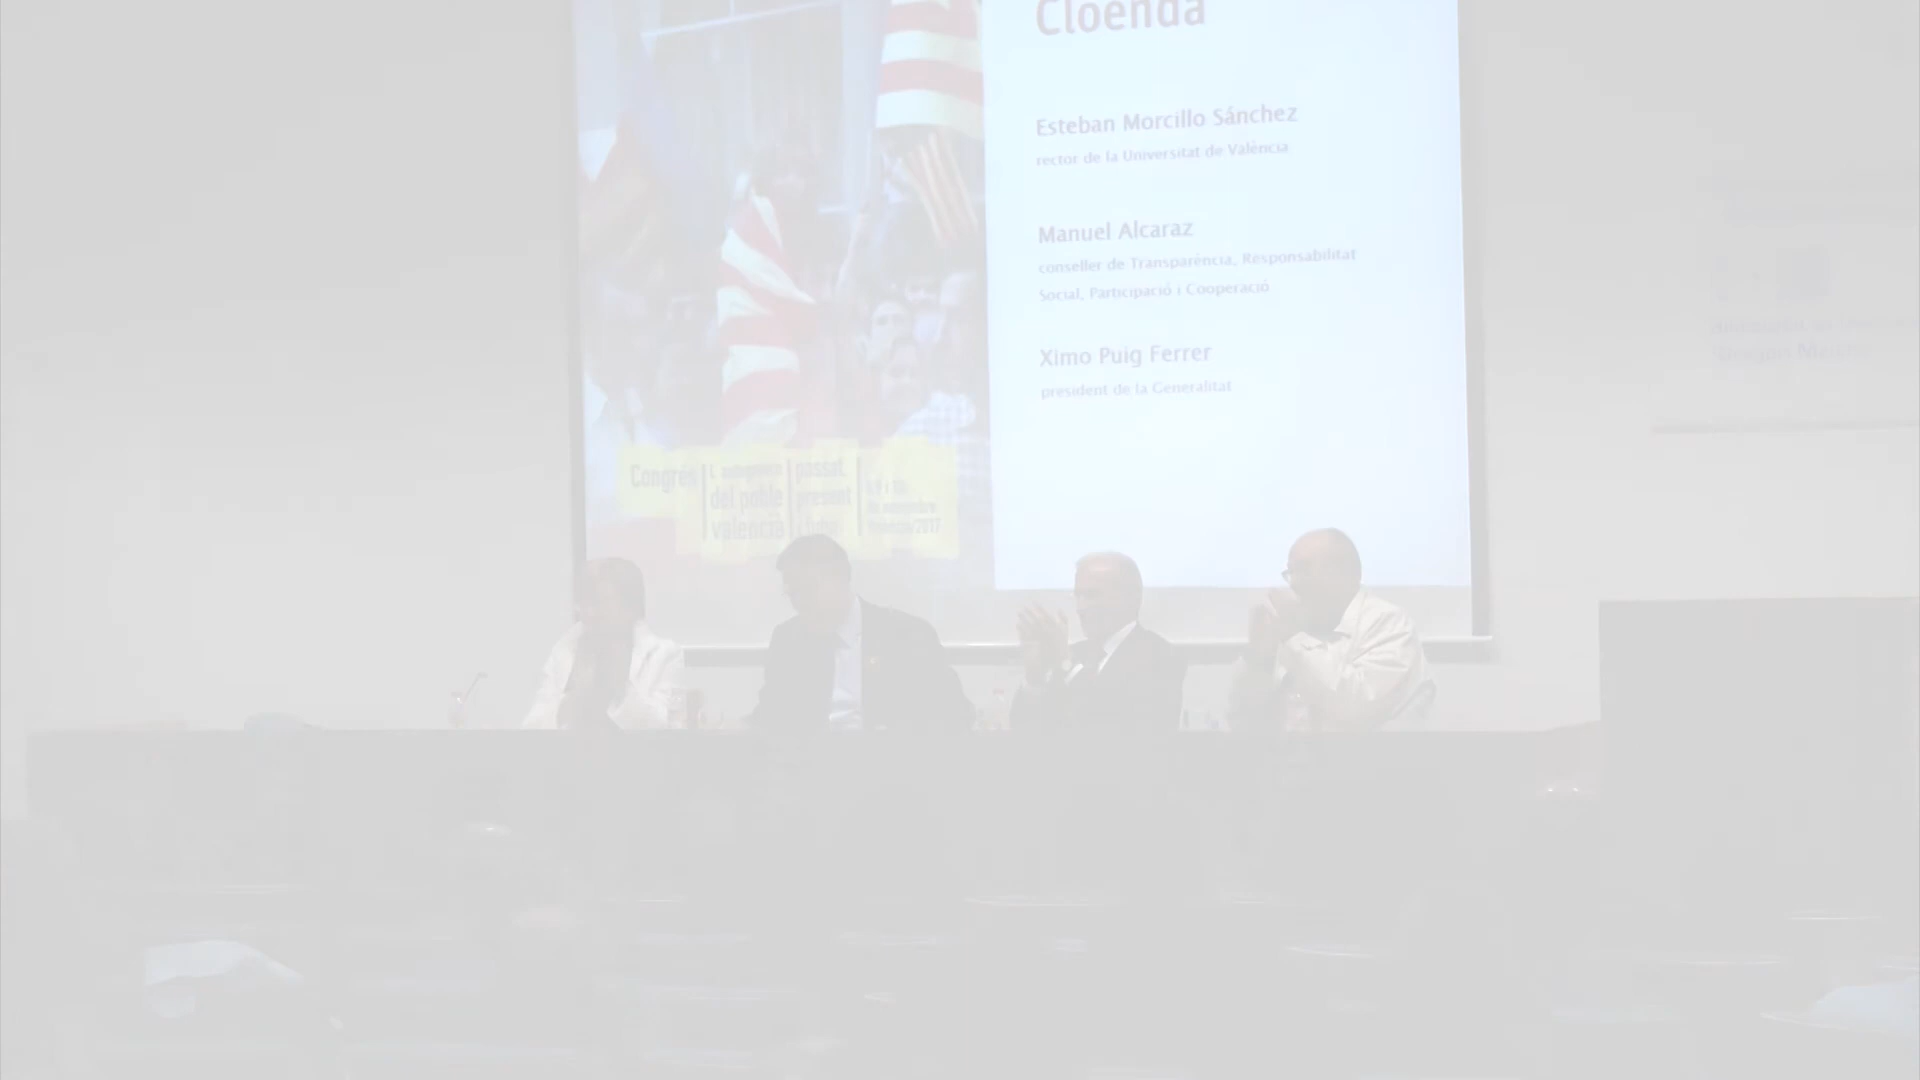 Cloenda
Esteban Morcillo Sánchez
rector de la Universitat de València
Manuel Alcaraz
conseller de Transparència, Responsabilitat
Social, Participació i Cooperació
Ximo Puig Ferrer
president de la Generalitat
Congrés
del poble
valencià
passat
present
2017